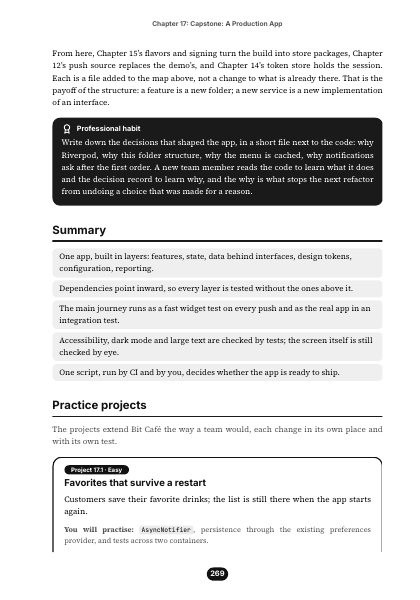 Chapter 17: Capstone: A Production App
From here, Chapter 15's flavors and signing turn the build into store packages, Chapter
12's push source replaces the demo's, and Chapter 14's token store holds the session.
Each is a file added to the map above, not a change to what is already there. That is the
payoff of the structure: a feature is a new folder; a new service is a new implementation
of an interface.
Professional habit
Write down the decisions that shaped the app, in a short file next to the code: why
Riverpod, why this folder structure, why the menu is cached, why notifications
ask after the first order. A new team member reads the code to learn what it does
and the decision record to learn why, and the why is what stops the next refactor
from undoing a choice that was made for a reason.
Summary
One app, built in layers: features, state, data behind interfaces, design tokens,
configuration, reporting.
Dependencies point inward, so every layer is tested without the ones above it.
The main journey runs as a fast widget test on every push and as the real app in an
integration test.
Accessibility, dark mode and large text are checked by tests; the screen itself is still
checked by eye.
One script, run by CI and by you, decides whether the app is ready to ship.
Practice projects
The projects extend Bit Café the way a team would, each change in its own place and
with its own test.
Project 17.1 · Easy
Favorites that survive a restart
Customers save their favorite drinks; the list is still there when the app starts
again.
You will practise: AsyncNotifier, persistence through the existing preferences
provider, and tests across two containers.
269